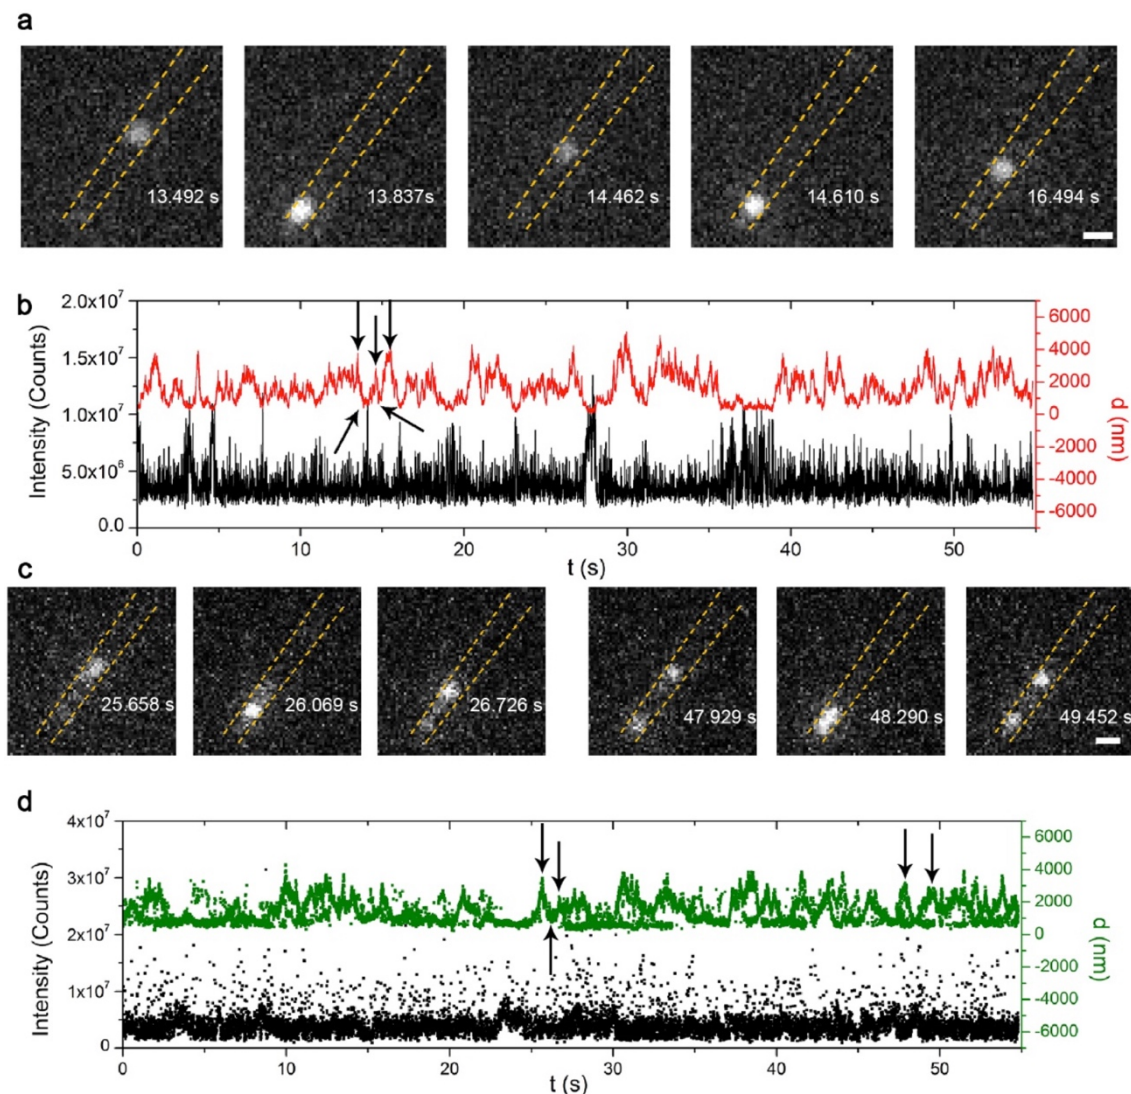 a
13.492 s
13.837s
14.462 s
14.610 s
16.494 s
b
2.0x10⁷
1.5x10⁷
1.0x10⁷
5.0x10⁶
0.0
Intensity (Counts)
6000
4000
2000
0
-2000
-4000
-6000
d (nm)
0 10 20 30 40 50
t (s)
c
25.658 s
26.069 s
26.726 s
47.929 s
48.290 s
49.452 s
d
4x10⁷
3x10⁷
2x10⁷
1x10⁷
0
Intensity (Counts)
6000
4000
2000
0
-2000
-4000
-6000
d (nm)
0 10 20 30 40 50
t (s)